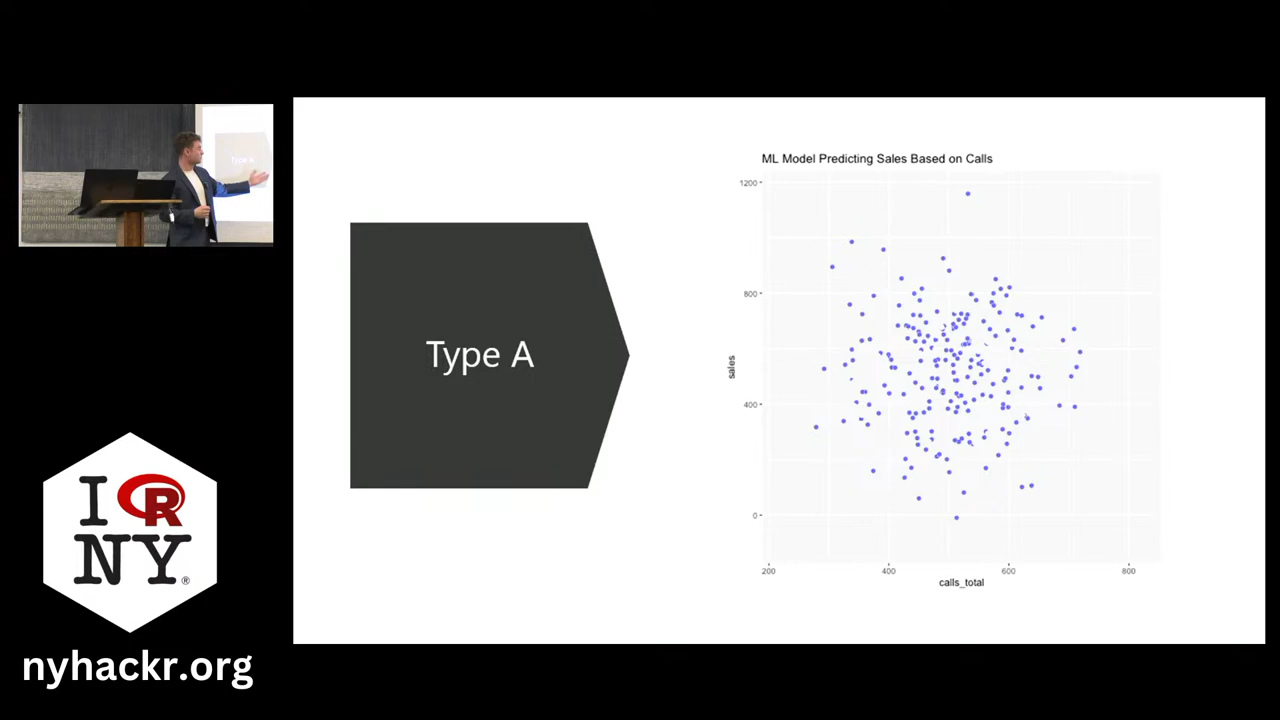 Type A
ML Model Predicting Sales Based on Calls
1200
800
400
0
sales
200 400 600 800
calls_total
Type A
I R
NY®
nyhackr.org